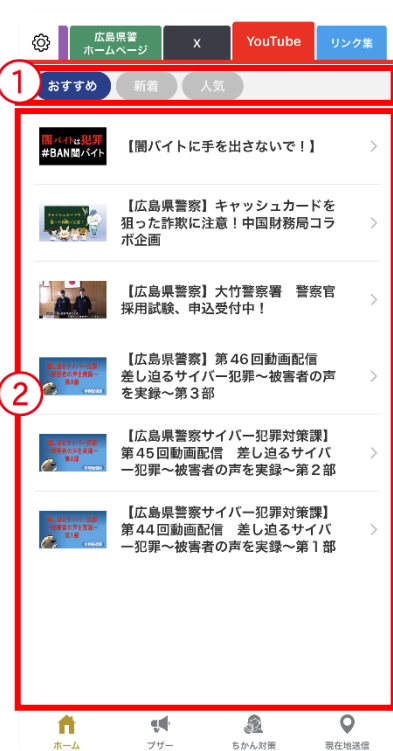 広島県警
ホームページ
X
YouTube
リンク集
1
おすすめ
新着
人気
2
闇バイトは犯罪
#BAN闇バイト
【闇バイトに手を出さないで！】
【広島県警察】キャッシュカードを
狙った詐欺に注意！中国財務局コラ
ボ企画
【広島県警察】大竹警察署　警察官
採用試験、申込受付中！
【広島県警察】第46回動画配信
差し迫るサイバー犯罪～被害者の声
を実録～第３部
【広島県警察サイバー犯罪対策課】
第45回動画配信　差し迫るサイバ
ー犯罪～被害者の声を実録～第２部
【広島県警察サイバー犯罪対策課】
第44回動画配信　差し迫るサイバ
ー犯罪～被害者の声を実録～第１部
ホーム
ブザー
ちかん対策
現在地送信